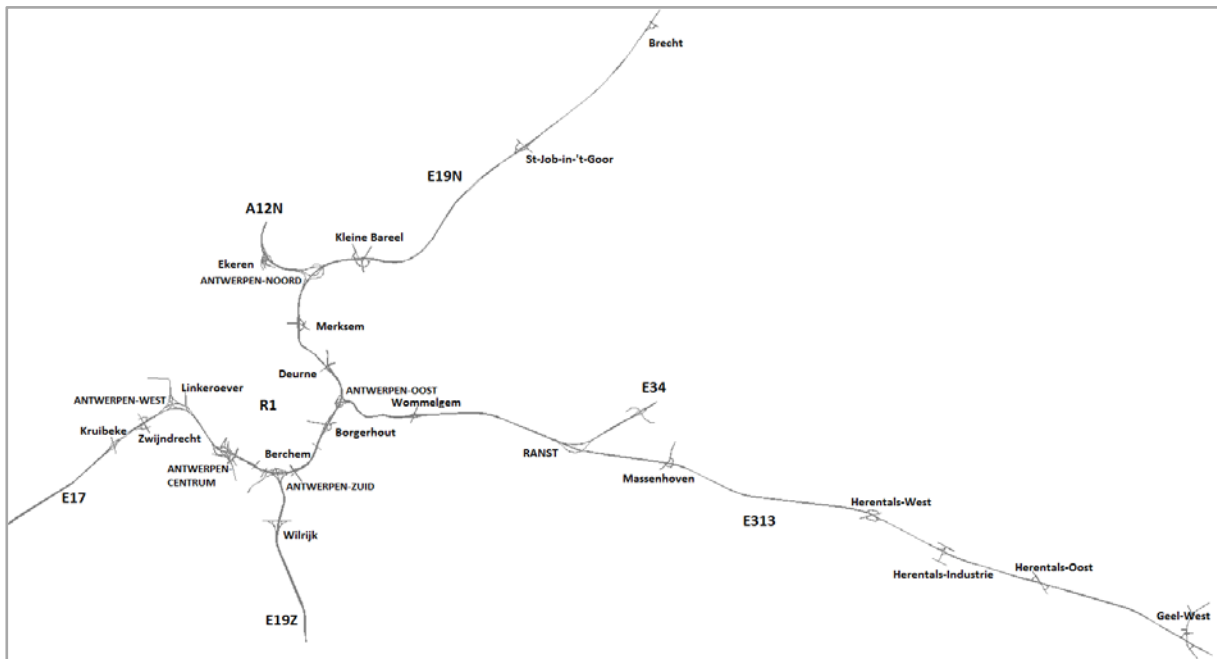 Brecht
St-Job-in-'t-Goor
E19N
A12N
Kleine Bareel
Ekeren
ANTWERPEN-NOORD
Merksem
Deurne
ANTWERPEN-OOST
Linkeroever
E34
ANTWERPEN-WEST
R1
Wommelgem
Kruibeke
Zwijndrecht
Borgerhout
Berchem
RANST
ANTWERPEN-
CENTRUM
Massenhoven
ANTWERPEN-ZUID
E17
Herentals-West
E313
Wilrijk
Herentals-Oost
Herentals-Industrie
E19Z
Geel-West